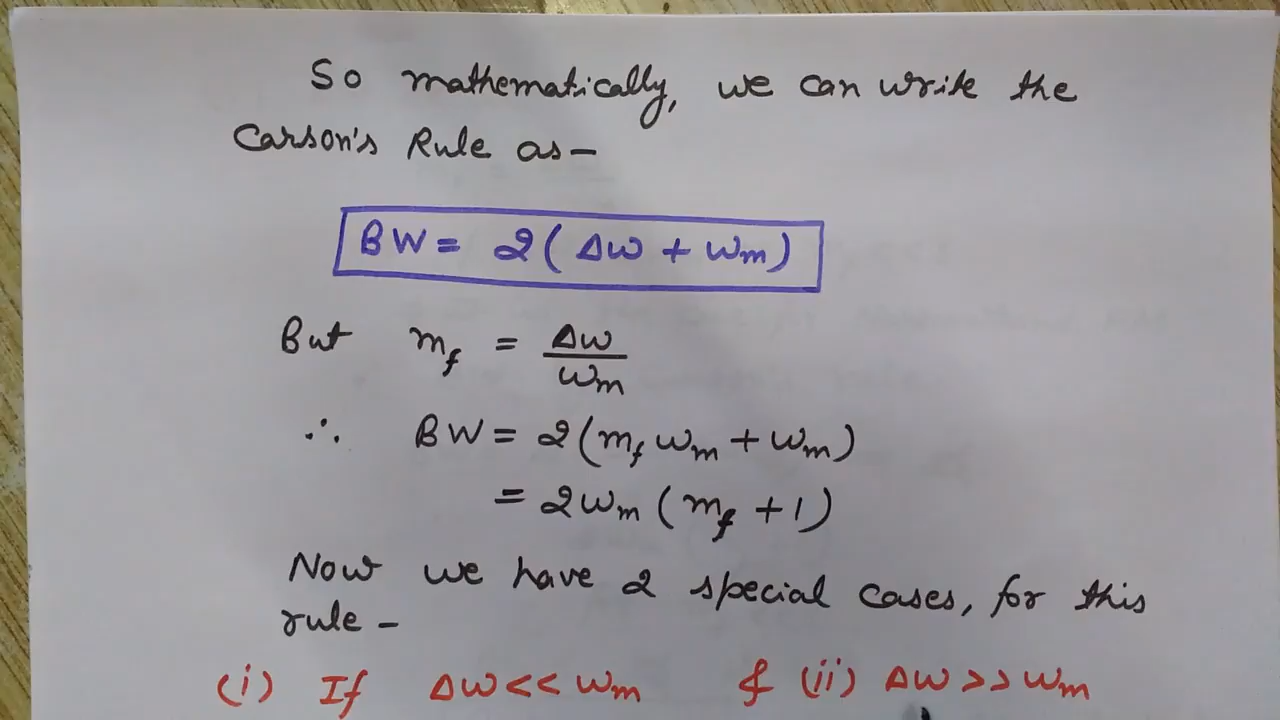 So mathematically, we can write the
Carson's Rule as-
BW = 2(Δω + ωm)
But mf = Δω/ωm
∴ BW = 2(mf ωm + ωm)
= 2ωm (mf + 1)
Now we have 2 special cases, for this
rule -
(i) If Δω << ωm & (ii) Δω >> ωm